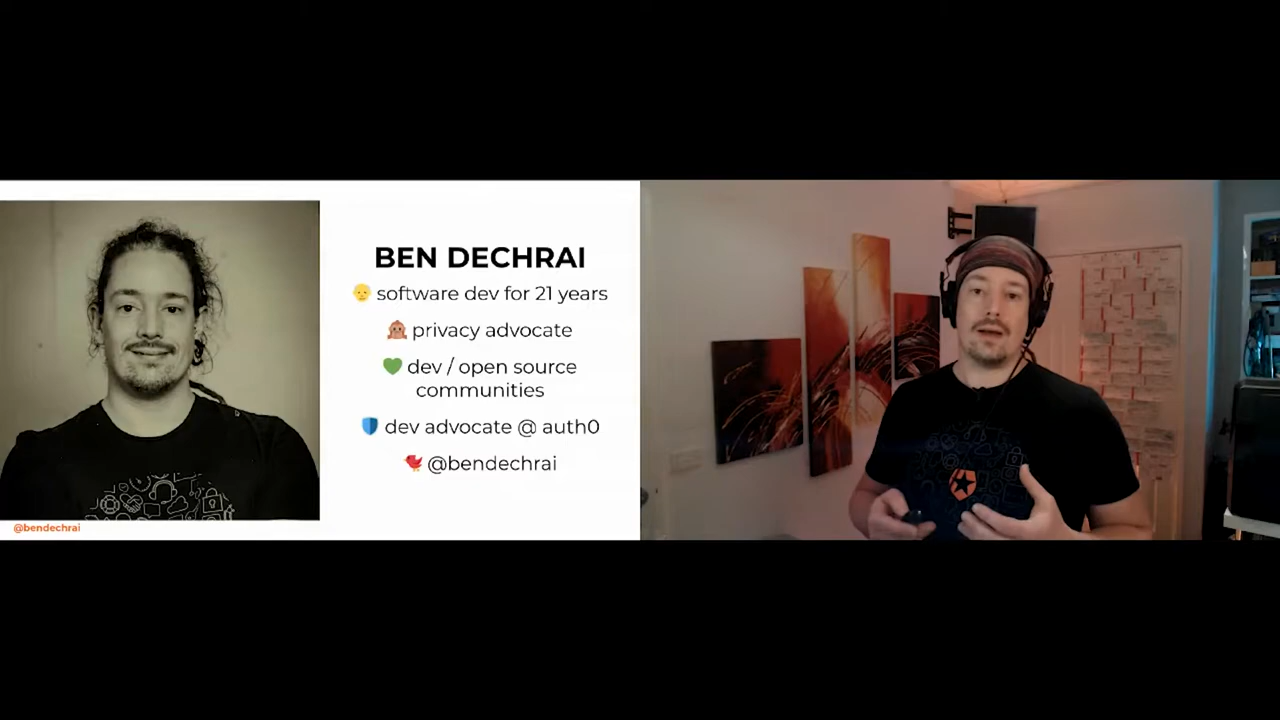 BEN DECHRAI
software dev for 21 years
privacy advocate
dev / open source
communities
dev advocate @ auth0
@bendechrai
@bendechrai